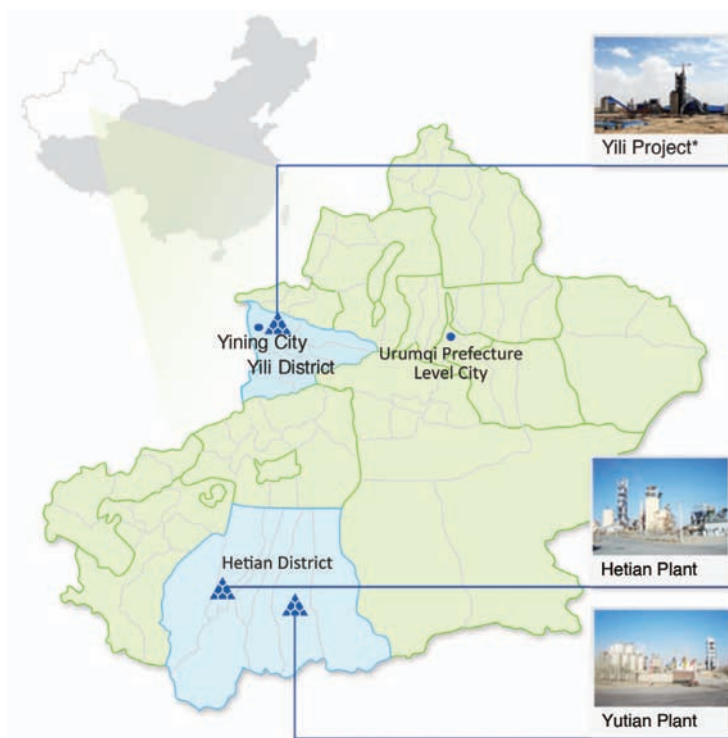 Yili Project*
Yining City
Yili District
Urumqi Prefecture
Level City
Hetian District
Hetian Plant
Yutian Plant